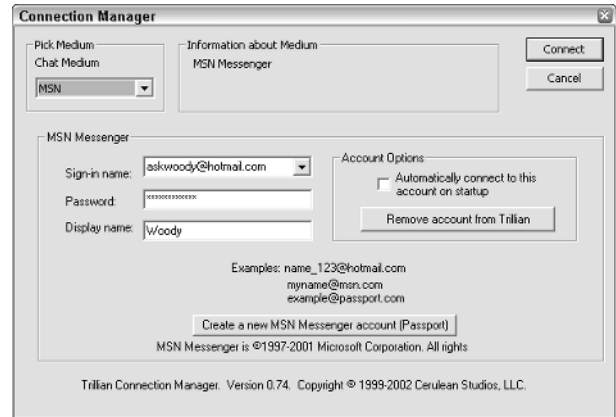 Connection Manager
Pick Medium
Chat Medium
MSN
Information about Medium
MSN Messenger
Connect
Cancel
MSN Messenger
Sign-in name: askwoody@hotmail.com
Password: *************
Display name: Woody
Account Options
Automatically connect to this
account on startup
Remove account from Trillian
Examples: name_123@hotmail.com
myname@msn.com
example@passport.com
Create a new MSN Messenger account (Passport)
MSN Messenger is ©1997-2001 Microsoft Corporation. All rights
Trillian Connection Manager. Version 0.74. Copyright © 1999-2002 Cerulean Studios, LLC.